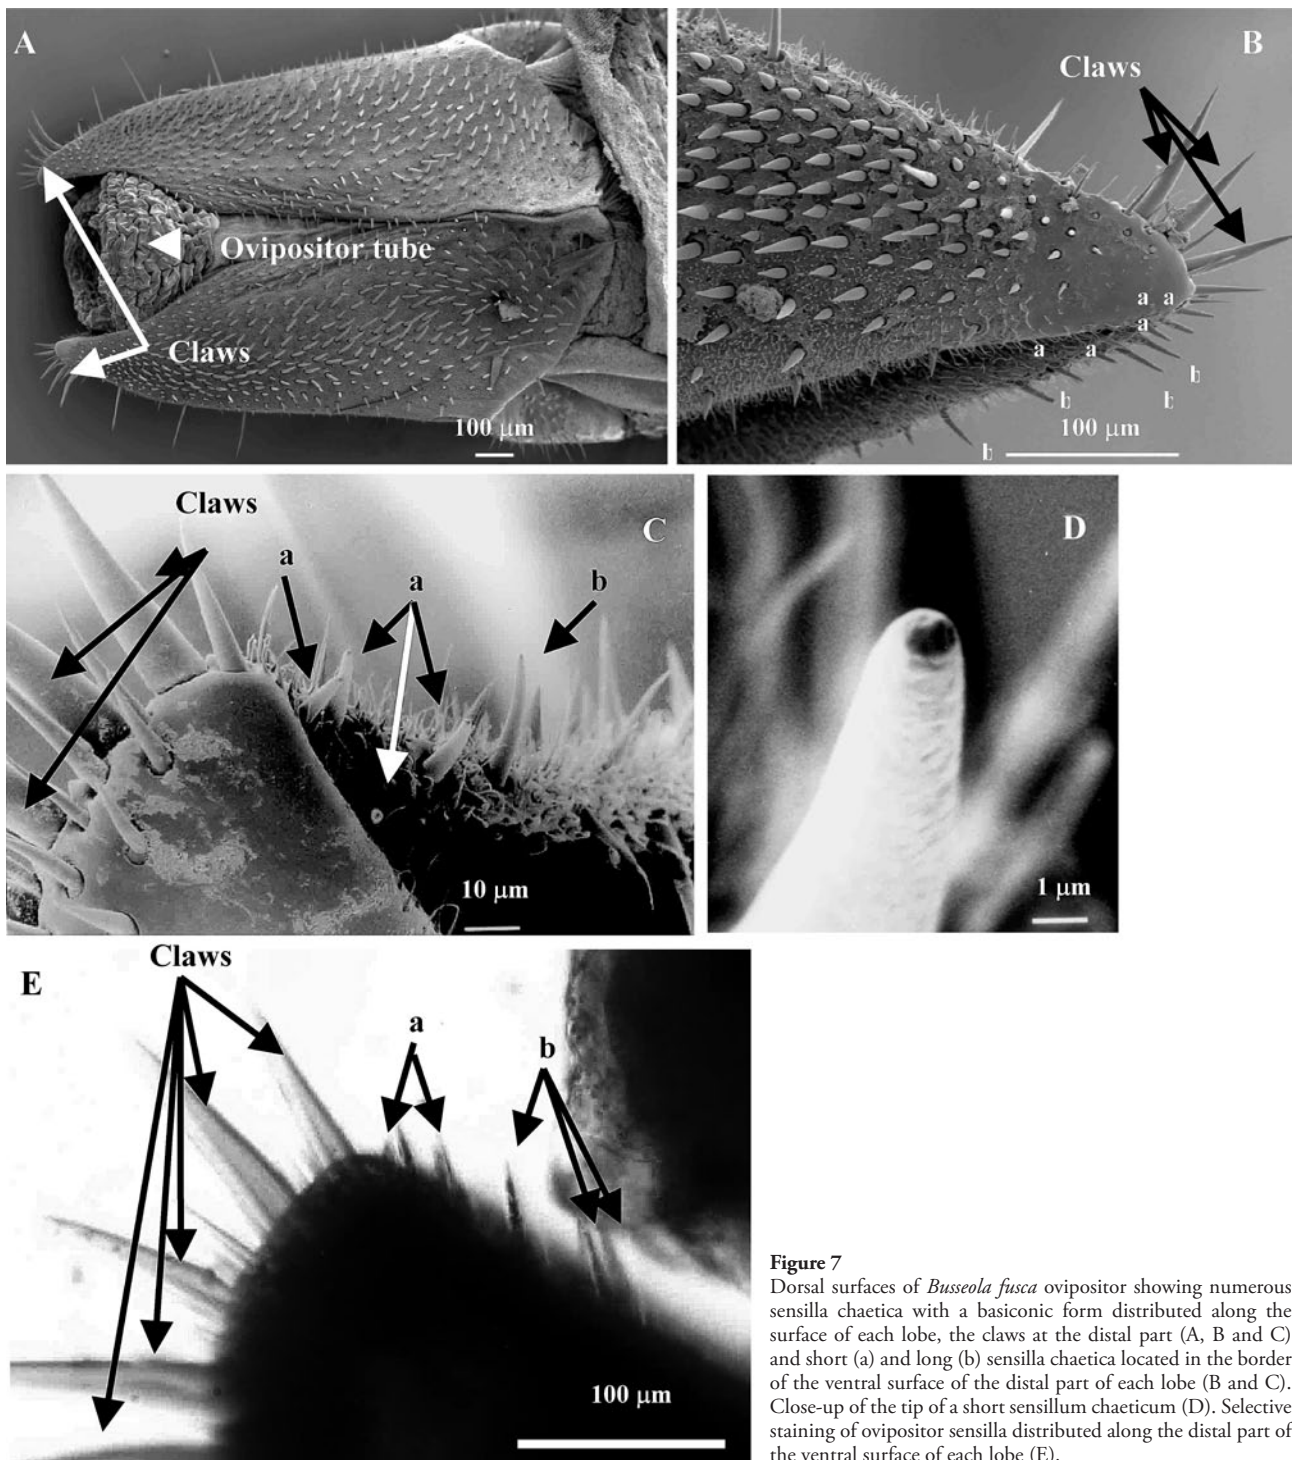 A
Ovipositor tube
Claws
100 μm
B
Claws
a a
a
a a
b
b b
100 μm
b
Claws
C
a
a
b
10 μm
D
1 μm
Claws
E
a
b
100 μm
Figure 7
Dorsal surfaces of Busseola fusca ovipositor showing numerous
sensilla chaetica with a basiconic form distributed along the
surface of each lobe, the claws at the distal part (A, B and C)
and short (a) and long (b) sensilla chaetica located in the border
of the ventral surface of the distal part of each lobe (B and C).
Close-up of the tip of a short sensillum chaeticum (D). Selective
staining of ovipositor sensilla distributed along the distal part of
the ventral surface of each lobe (E).